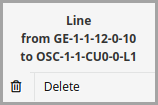 Line
from GE-1-1-12-0-10
to OSC-1-1-CU0-0-L1
Delete